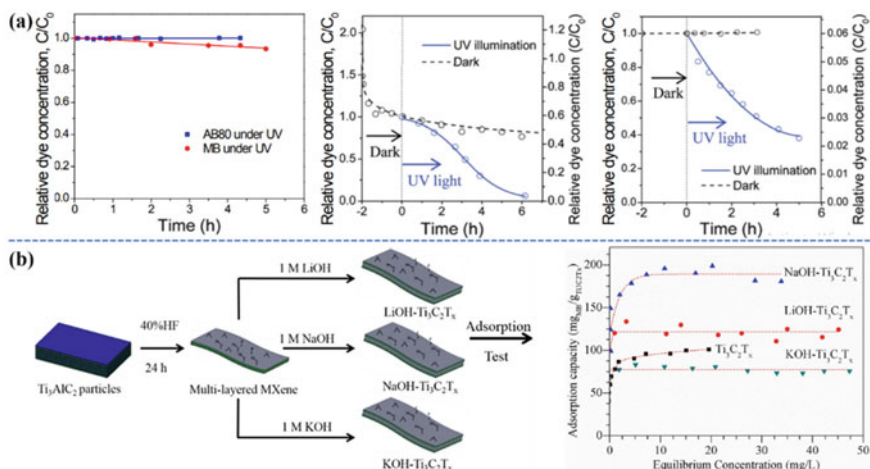 (a)
Relative dye concentration, C/C0
1.0
0.8
0.6
0.4
0.2
0.0
AB80 under UV
MB under UV
0 1 2 3 4 5 6
Time (h)
Relative dye concentration (C/C0)
2.0
1.5
1.0
0.5
0.0
UV illumination
Dark
Dark
UV light
-2 0 2 4 6
Time (h)
1.2
1.0
0.8
0.6
0.4
0.2
0.0
Relative dye concentration (C/C0)
Relative dye concentration (C/C0)
1.0
0.8
0.6
0.4
0.2
0.0
Dark
UV light
UV illumination
Dark
-2 0 2 4 6
Time (h)
0.06
0.05
0.04
0.03
0.02
0.01
0.00
Relative dye concentration (C/C0)
(b)
Ti3AlC2 particles
40%HF
24 h
Multi-layered MXene
1 M LiOH
LiOH-Ti3C2Tx
1 M NaOH
NaOH-Ti3C2Tx
1 M KOH
KOH-Ti3C2Tx
Adsorption
Test
Adsorption capacity (mgMB/gTi3C2Tx)
200
150
100
50
0
NaOH-Ti3C2Tx
LiOH-Ti3C2Tx
Ti3C2Tx
KOH-Ti3C2Tx
0 10 20 30 40 50
Equilibrium Concentration (mg/L)